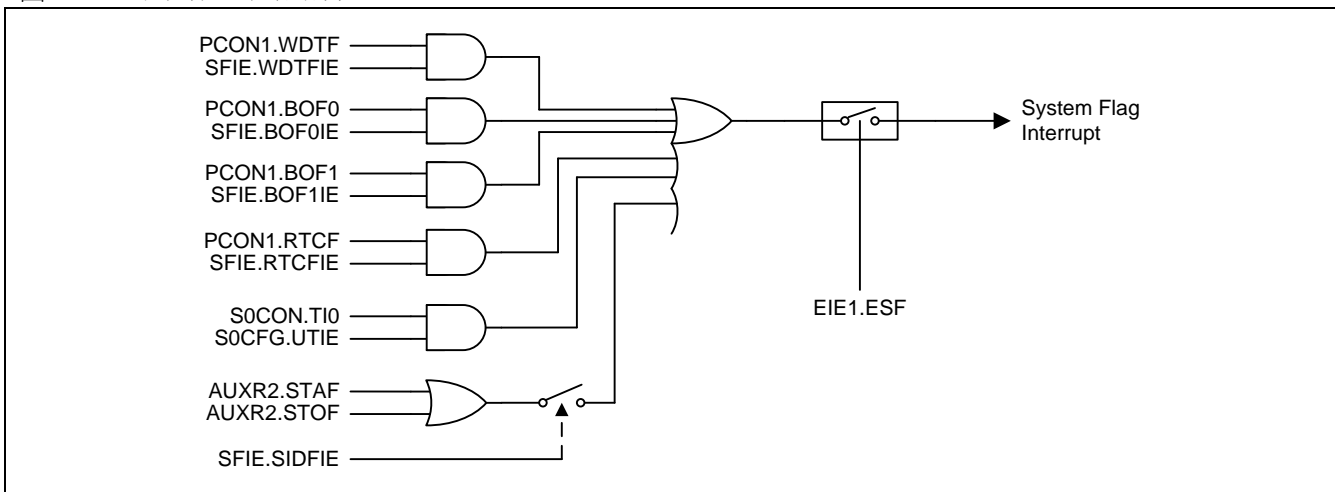 PCON1.WDTF
SFIE.WDTFIE
PCON1.BOF0
SFIE.BOF0IE
PCON1.BOF1
SFIE.BOF1IE
PCON1.RTCF
SFIE.RTCFIE
S0CON.TI0
S0CFG.UTIE
AUXR2.STAF
AUXR2.STOF
SFIE.SIDFIE
System Flag
Interrupt
EIE1.ESF